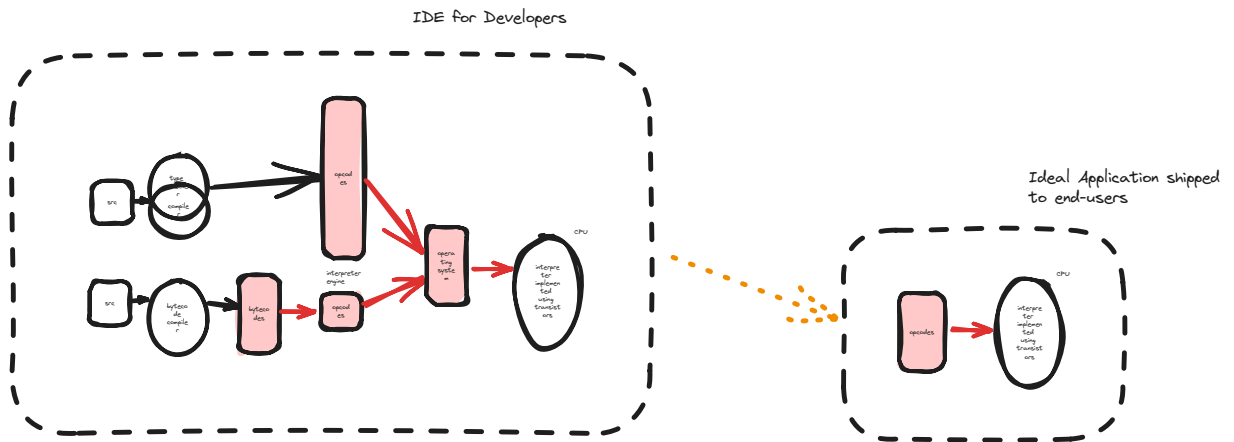 IDE for Developers
opcod
es
type
r
compile
r
src
opera
ting
syste
m
CPU
interpre
ter
implemen
ted
using
transist
ors
interpreter
engine
src
byteco
de
compile
r
byteco
des
opcod
es
Ideal Application shipped
to end-users
CPU
opcodes
interpre
ter
implemen
ted
using
transist
ors